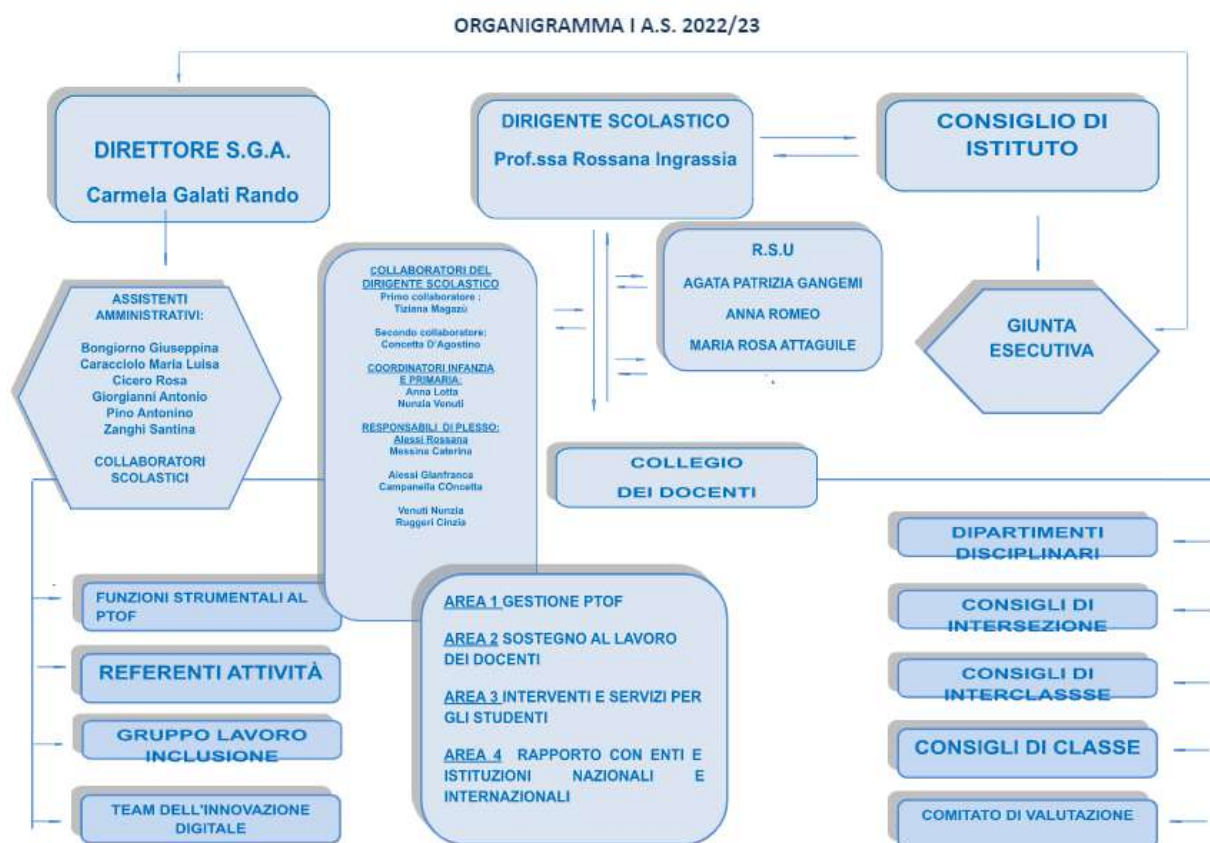 ORGANIGRAMMA I A.S. 2022/23
DIRETTORE S.G.A.
Carmela Galati Rando
DIRIGENTE SCOLASTICO
Prof.ssa Rossana Ingrassia
CONSIGLIO DI
ISTITUTO
ASSISTENTI
AMMINISTRATIVI:
Bongiorno Giuseppina
Caracciolo Maria Luisa
Cicero Rosa
Giorgianni Antonio
Pino Antonino
Zanghi Santina
COLLABORATORI
SCOLASTICI
COLLABORATORI DEL
DIRIGENTE SCOLASTICO
Primo collaboratore :
Tiziana Magazù
Secondo collaboratore:
Concetta D'Agostino
COORDINATORI INFANZIA
E PRIMARIA:
Anna Lotta
Nunzia Venuti
RESPONSABILI DI PLESSO:
Alessi Rossana
Messina Caterina
Alessi Gianfranca
Campanella COncetta
Venuti Nunzia
Ruggeri Cinzia
R.S.U
AGATA PATRIZIA GANGEMI
ANNA ROMEO
MARIA ROSA ATTAGUILE
GIUNTA
ESECUTIVA
COLLEGIO
DEI DOCENTI
FUNZIONI STRUMENTALI AL
PTOF
REFERENTI ATTIVITÀ
GRUPPO LAVORO
INCLUSIONE
TEAM DELL'INNOVAZIONE
DIGITALE
AREA 1 GESTIONE PTOF
AREA 2 SOSTEGNO AL LAVORO
DEI DOCENTI
AREA 3 INTERVENTI E SERVIZI PER
GLI STUDENTI
AREA 4 RAPPORTO CON ENTI E
ISTITUZIONI NAZIONALI E
INTERNAZIONALI
DIPARTIMENTI
DISCIPLINARI
CONSIGLI DI
INTERSEZIONE
CONSIGLI DI
INTERCLASSSE
CONSIGLI DI CLASSE
COMITATO DI VALUTAZIONE